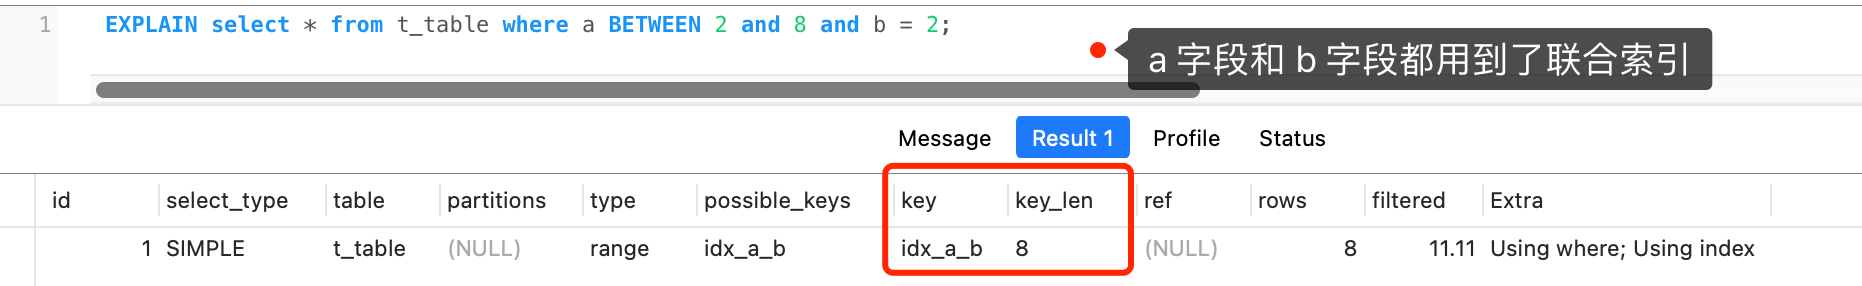 1 EXPLAIN select * from t_table where a BETWEEN 2 and 8 and b = 2;
a 字段和 b 字段都用到了联合索引
Message Result 1 Profile Status
id select_type table partitions type possible_keys key key_len ref rows filtered Extra
1 SIMPLE t_table (NULL) range idx_a_b idx_a_b 8 (NULL) 8 11.11 Using where; Using index